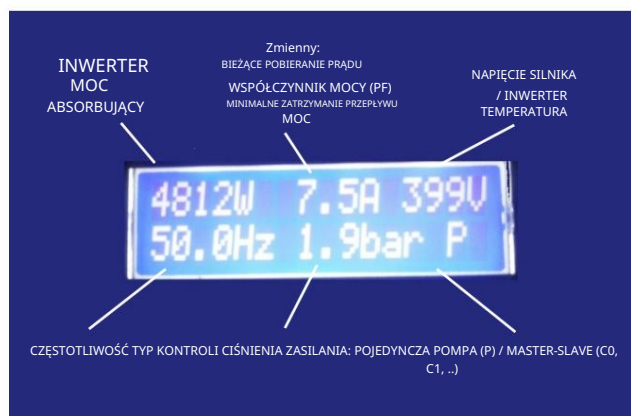 INWERTER
MOC
ABSORBUJĄCY
Zmienny:
BIEŻĄCE POBIERANIE PRĄDU
WSPÓŁCZYNNIK MOCY (PF)
MINIMALNE ZATRZYMANIE PRZEPŁYWU
MOC
NAPIĘCIE SILNIKA
/ INWERTER
TEMPERATURA
4812W 7.5A 399V
50.0Hz 1.9bar P
CZĘSTOTLIWOŚĆ TYP KONTROLI CIŚNIENIA ZASILANIA: POJEDYNCZA POMPA (P) / MASTER-SLAVE (C0,
C1, ..)